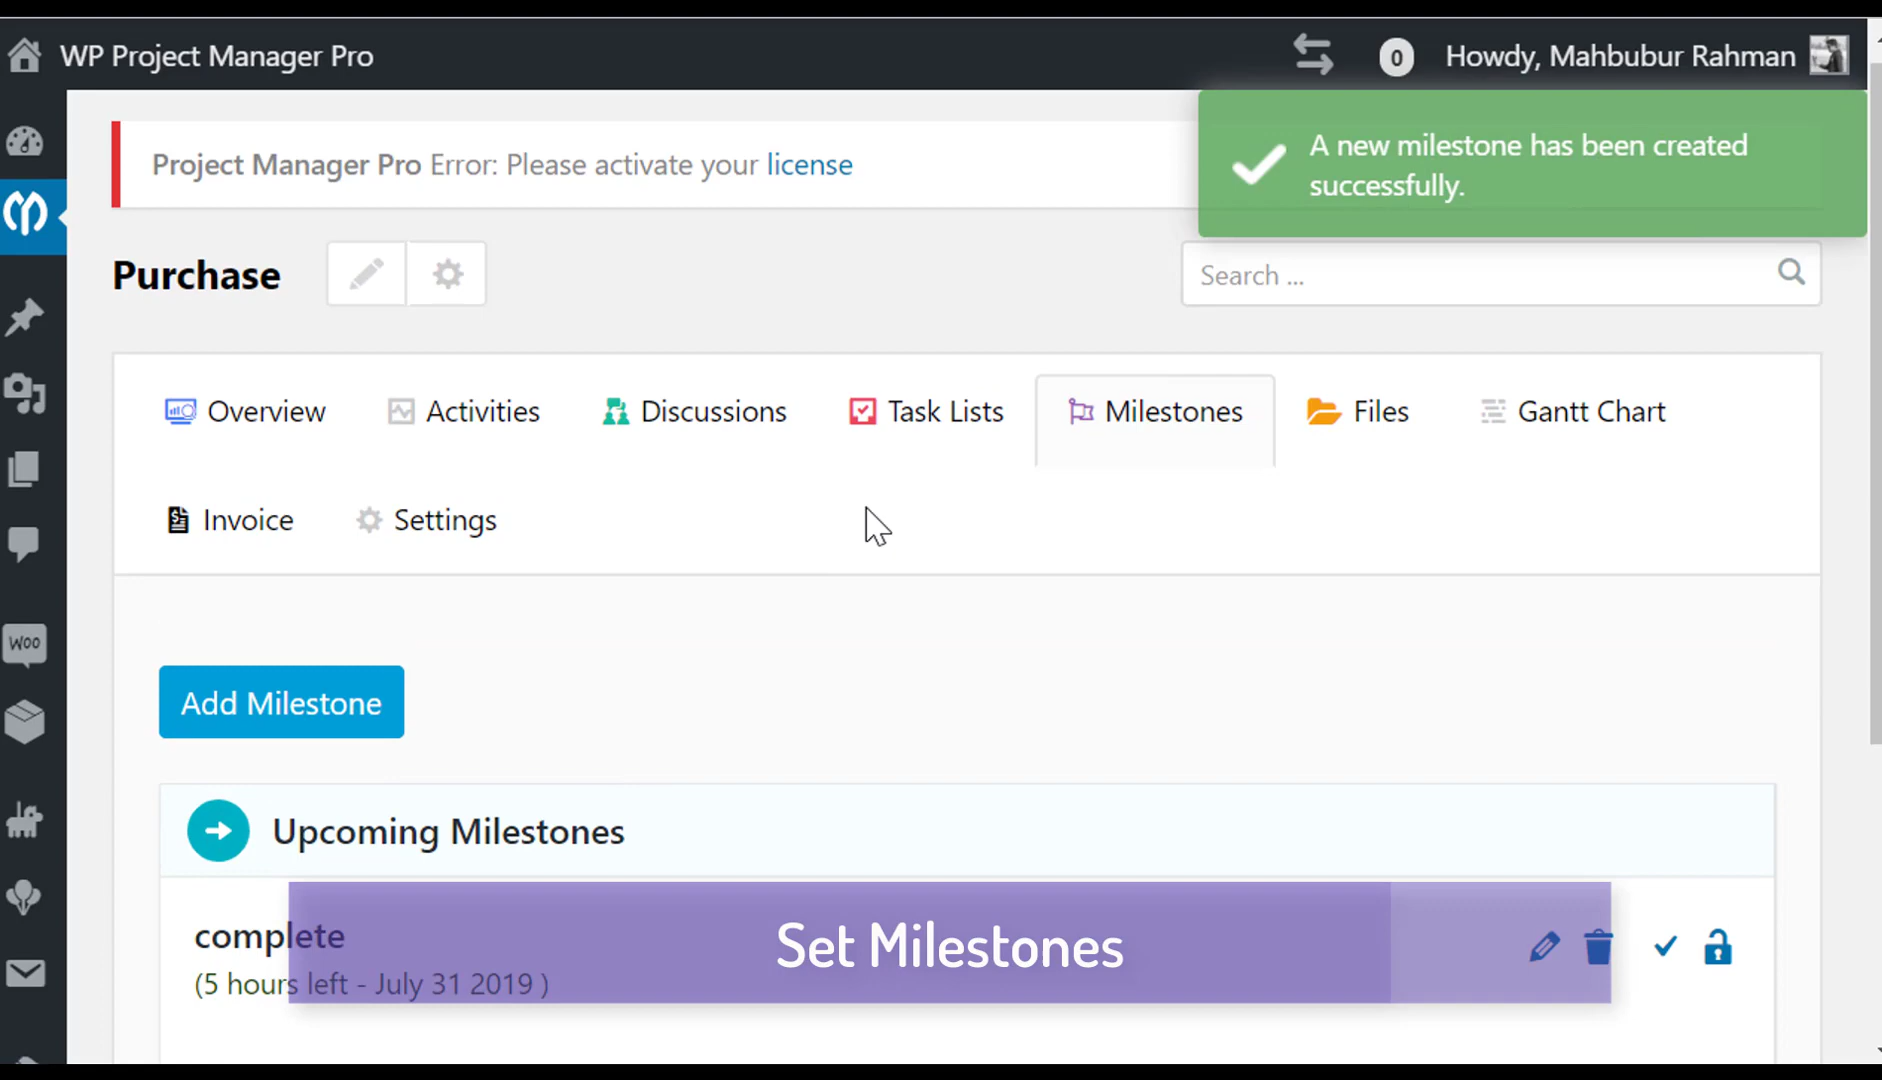 WP Project Manager Pro
0
Howdy, Mahbubur Rahman
A new milestone has been created
successfully.
Project Manager Pro Error: Please activate your license
Purchase
Search ...
Overview
Activities
Discussions
Task Lists
Milestones
Files
Gantt Chart
Invoice
Settings
Woo
Add Milestone
Upcoming Milestones
complete
(5 hours left - July 31 2019 )
Set Milestones